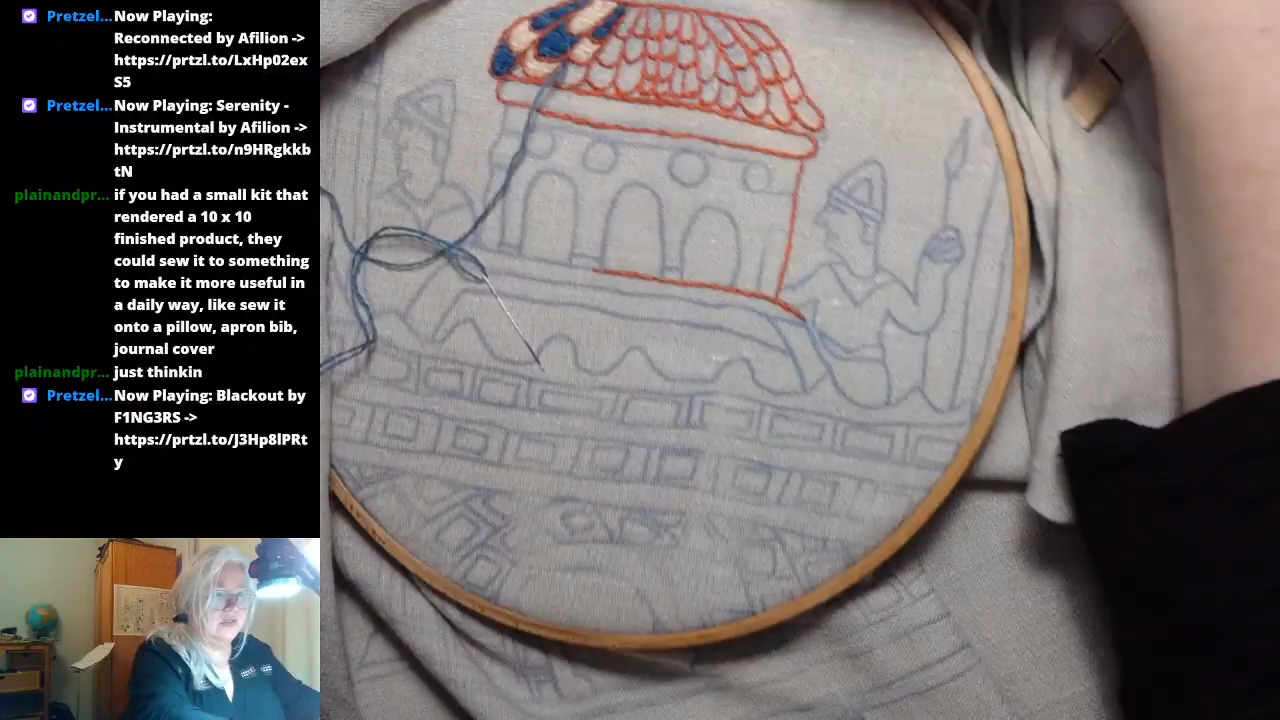 Pretzel... Now Playing:
Reconnected by Afilion ->
https://prtzl.to/LxHp02ex
S5
Pretzel... Now Playing: Serenity -
Instrumental by Afilion ->
https://prtzl.to/n9HRgkkb
tN
plainandpr... if you had a small kit that
rendered a 10 x 10
finished product, they
could sew it to something
to make it more useful in
a daily way, like sew it
onto a pillow, apron bib,
journal cover
plainandpr... just thinkin
Pretzel... Now Playing: Blackout by
F1NG3RS ->
https://prtzl.to/J3Hp8lPRt
y